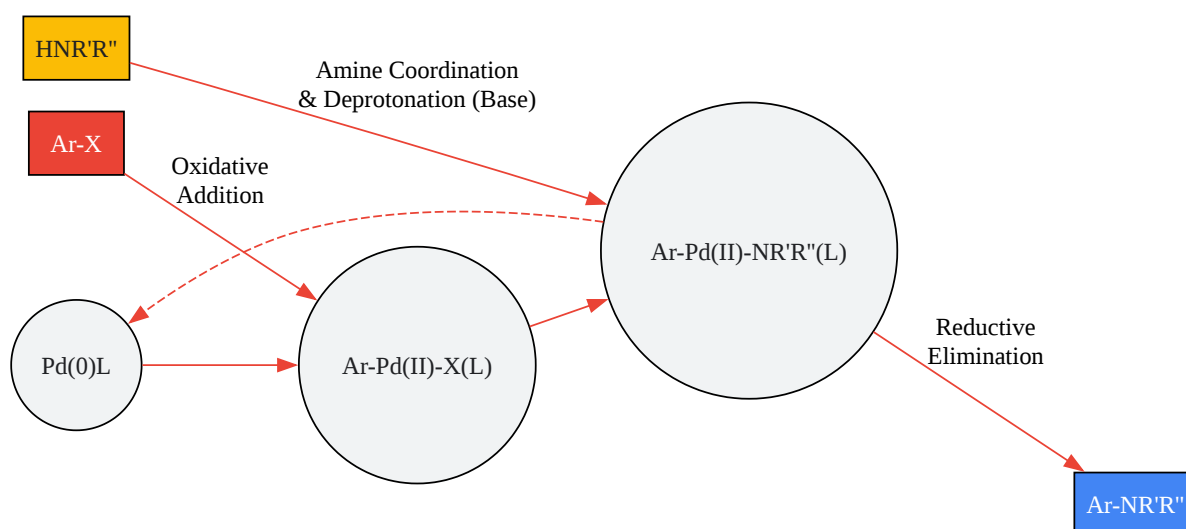 HNR'R"
Amine Coordination
& Deprotonation (Base)
Ar-X
Oxidative
Addition
Ar-Pd(II)-NR'R"(L)
Pd(0)L
Ar-Pd(II)-X(L)
Reductive
Elimination
Ar-NR'R"